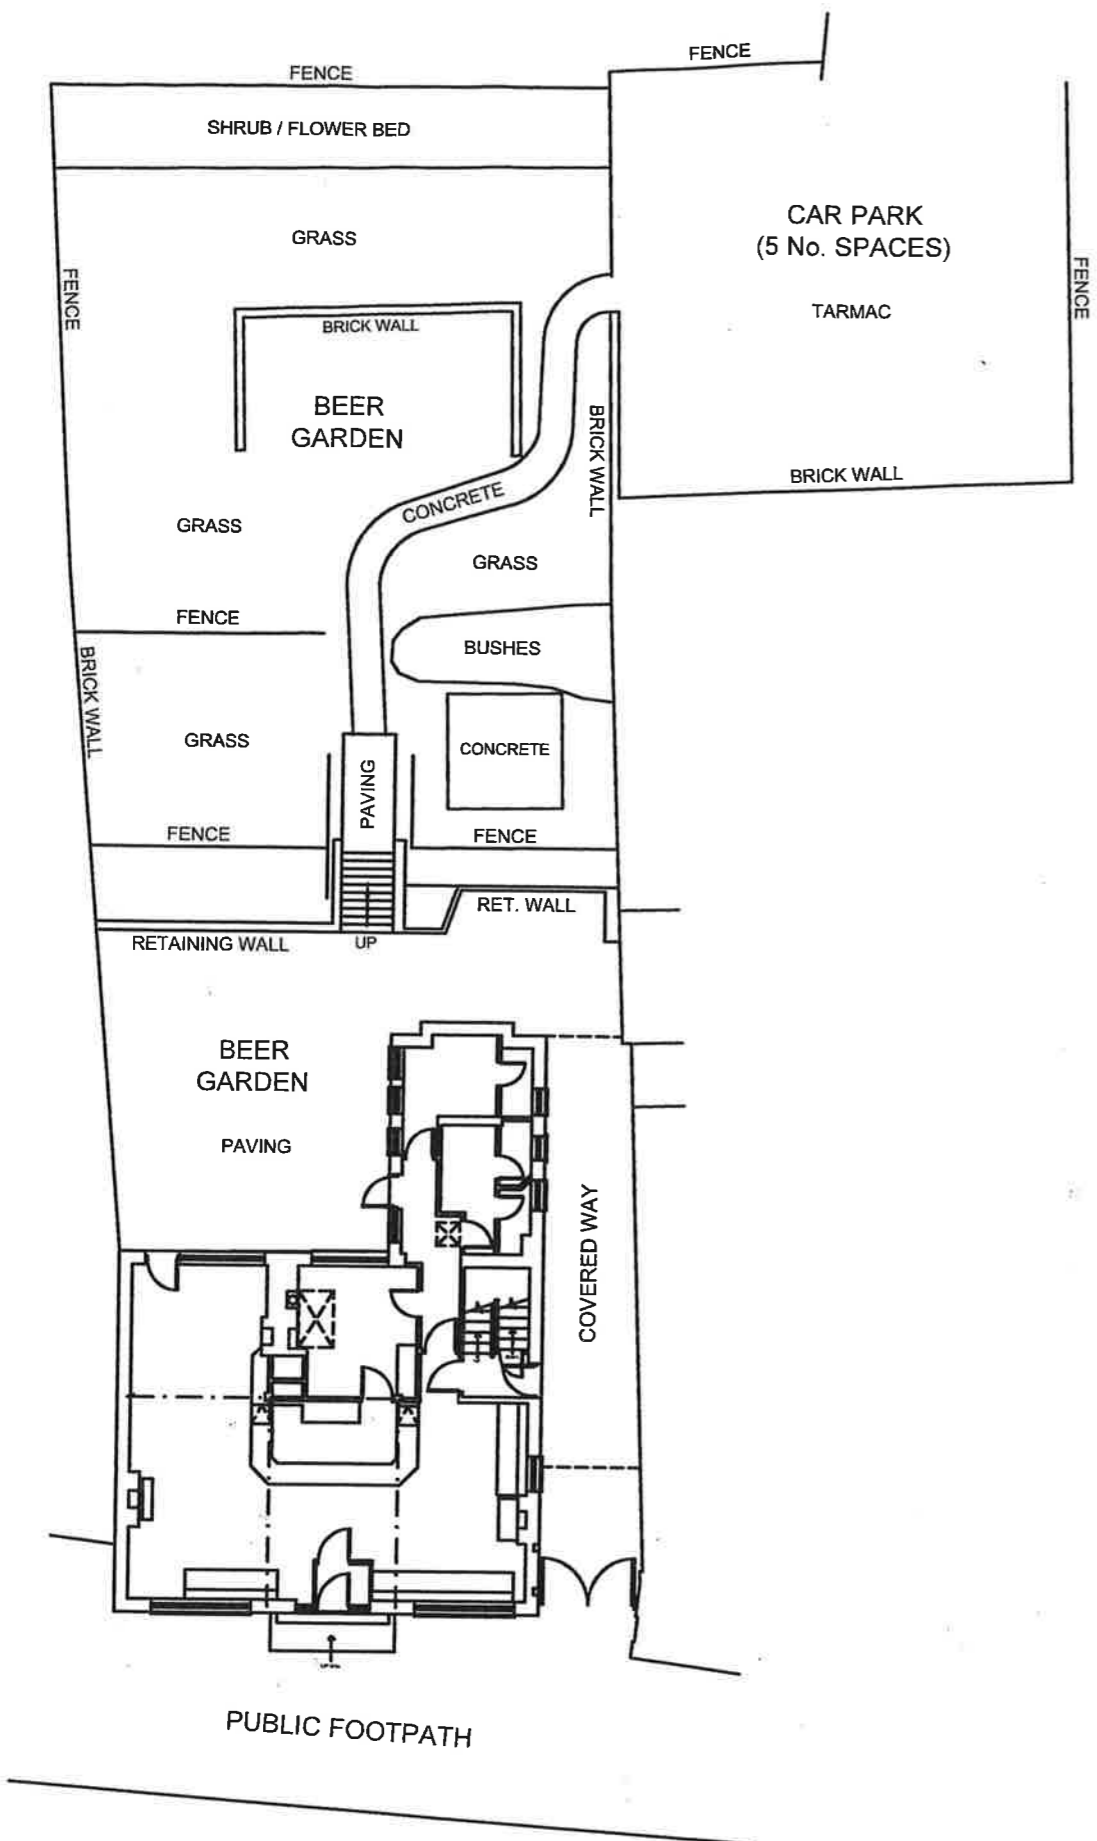 FENCE
FENCE
SHRUB / FLOWER BED
CAR PARK
(5 No. SPACES)
GRASS
FENCE
FENCE
TARMAC
BRICK WALL
BEER
GARDEN
BRICK WALL
BRICK WALL
CONCRETE
GRASS
GRASS
FENCE
BUSHES
BRICK WALL
GRASS
CONCRETE
PAVING
FENCE
FENCE
RET. WALL
RETAINING WALL
UP
BEER
GARDEN
PAVING
COVERED WAY
PUBLIC FOOTPATH